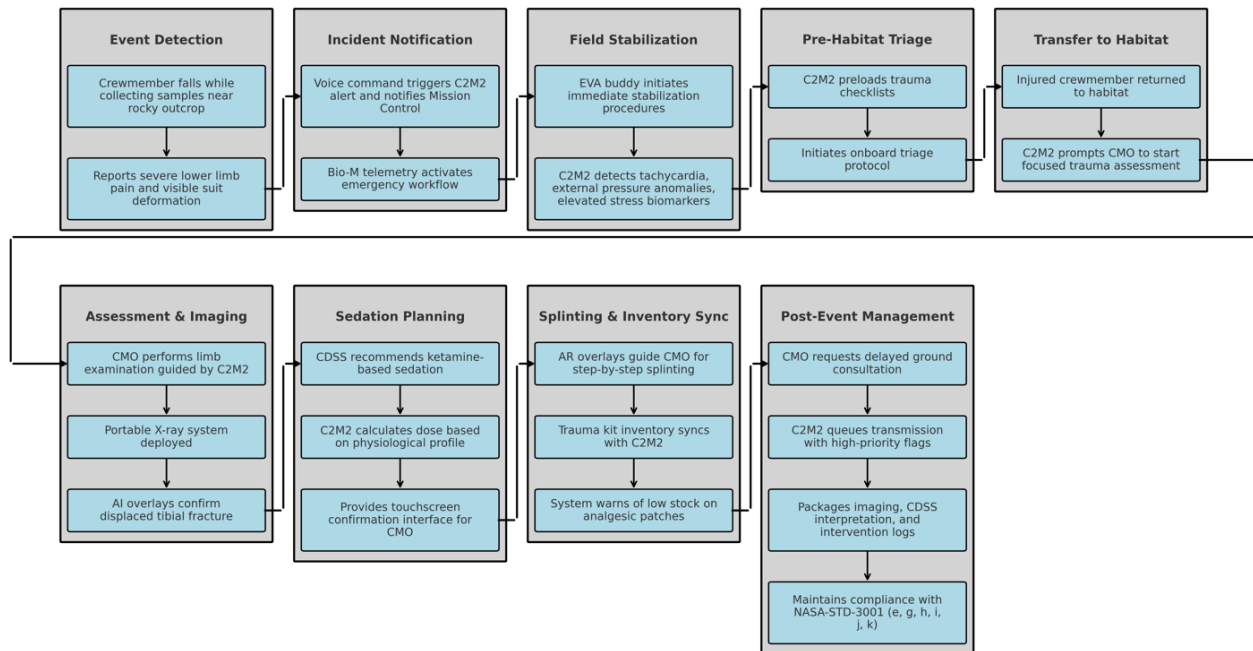 Event Detection
Crewmember falls while
collecting samples near
rocky outcrop
Reports severe lower limb
pain and visible suit
deformation
Incident Notification
Voice command triggers C2M2
alert and notifies Mission
Control
Bio-M telemetry activates
emergency workflow
Field Stabilization
EVA buddy initiates
immediate stabilization
procedures
C2M2 detects tachycardia,
external pressure anomalies,
elevated stress biomarkers
Pre-Habitat Triage
C2M2 preloads trauma
checklists
Initiates onboard triage
protocol
Transfer to Habitat
Injured crewmember returned
to habitat
C2M2 prompts CMO to start
focused trauma assessment
Assessment & Imaging
CMO performs limb
examination guided by C2M2
Portable X-ray system
deployed
AI overlays confirm
displaced tibial fracture
Sedation Planning
CDSS recommends ketamine-
based sedation
C2M2 calculates dose based
on physiological profile
Provides touchscreen
confirmation interface for
CMO
Splinting & Inventory Sync
AR overlays guide CMO for
step-by-step splinting
Trauma kit inventory syncs
with C2M2
System warns of low stock on
analgesic patches
Post-Event Management
CMO requests delayed ground
consultation
C2M2 queues transmission
with high-priority flags
Packages imaging, CDSS
interpretation, and
intervention logs
Maintains compliance with
NASA-STD-3001 (e, g, h, i,
j, k)